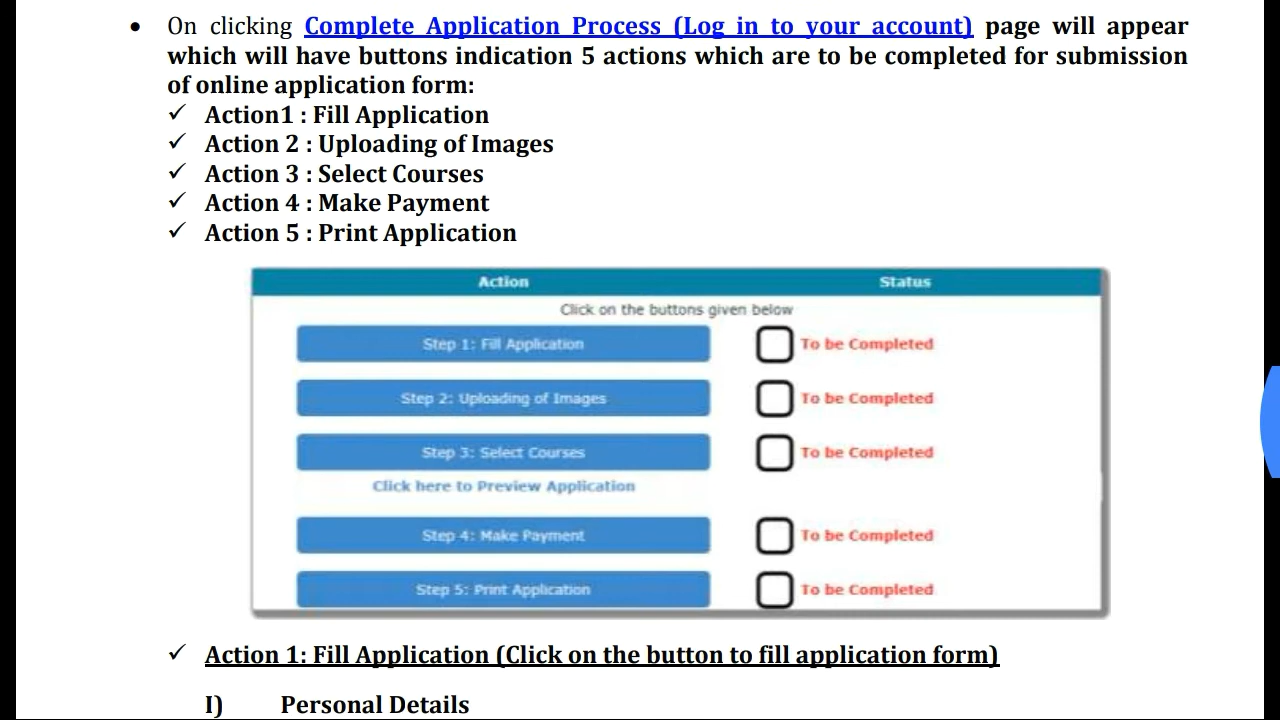 • On clicking Complete Application Process (Log in to your account) page will appear
which will have buttons indication 5 actions which are to be completed for submission
of online application form:
✓ Action1 : Fill Application
✓ Action 2 : Uploading of Images
✓ Action 3 : Select Courses
✓ Action 4 : Make Payment
✓ Action 5 : Print Application
Action Status
Click on the buttons given below
Step 1: Fill Application To be Completed
Step 2: Uploading of Images To be Completed
Step 3: Select Courses To be Completed
Click here to Preview Application
Step 4: Make Payment To be Completed
Step 5: Print Application To be Completed
✓ Action 1: Fill Application (Click on the button to fill application form)
I) Personal Details